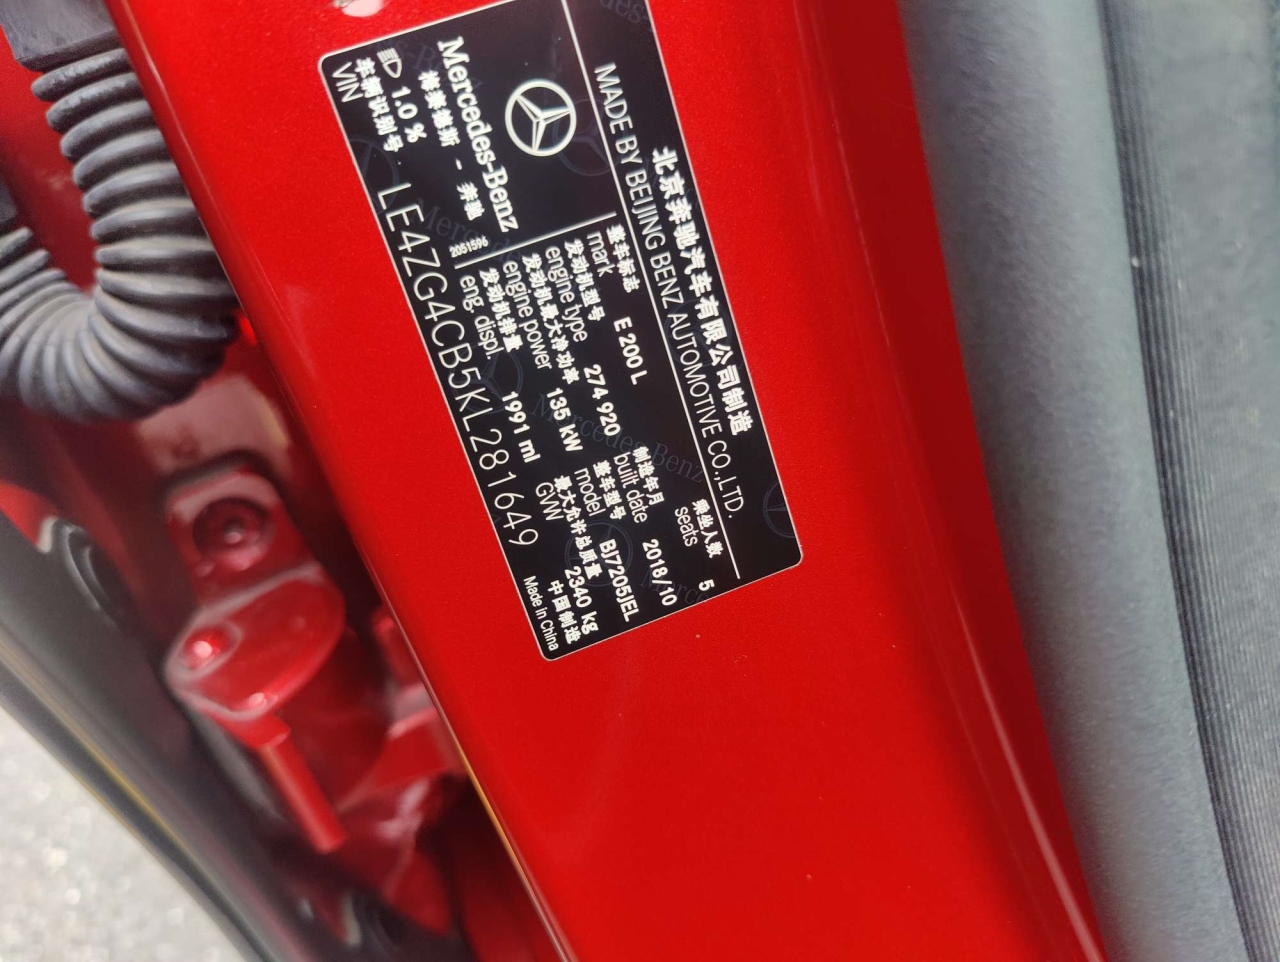 北京奔驰汽车有限公司制造
MADE BY BEIJING BENZ AUTOMOTIVE CO.,LTD.
Mercedes-Benz
梅赛德斯 - 奔驰
1.0 %
2051596
整车标志
mark
E 200 L
乘坐人数
seats
5
发动机型号
engine type
274 920
制造年月
built date
2018/10
发动机最大净功率
engine power
135 kW
整车型号
model
BJ7205JEL
发动机排量
eng. displ.
1991 ml
最大允许总质量
GVW
2340 kg
车辆识别号
VIN
LE4ZG4CB5KL281649
中国制造
Made in China